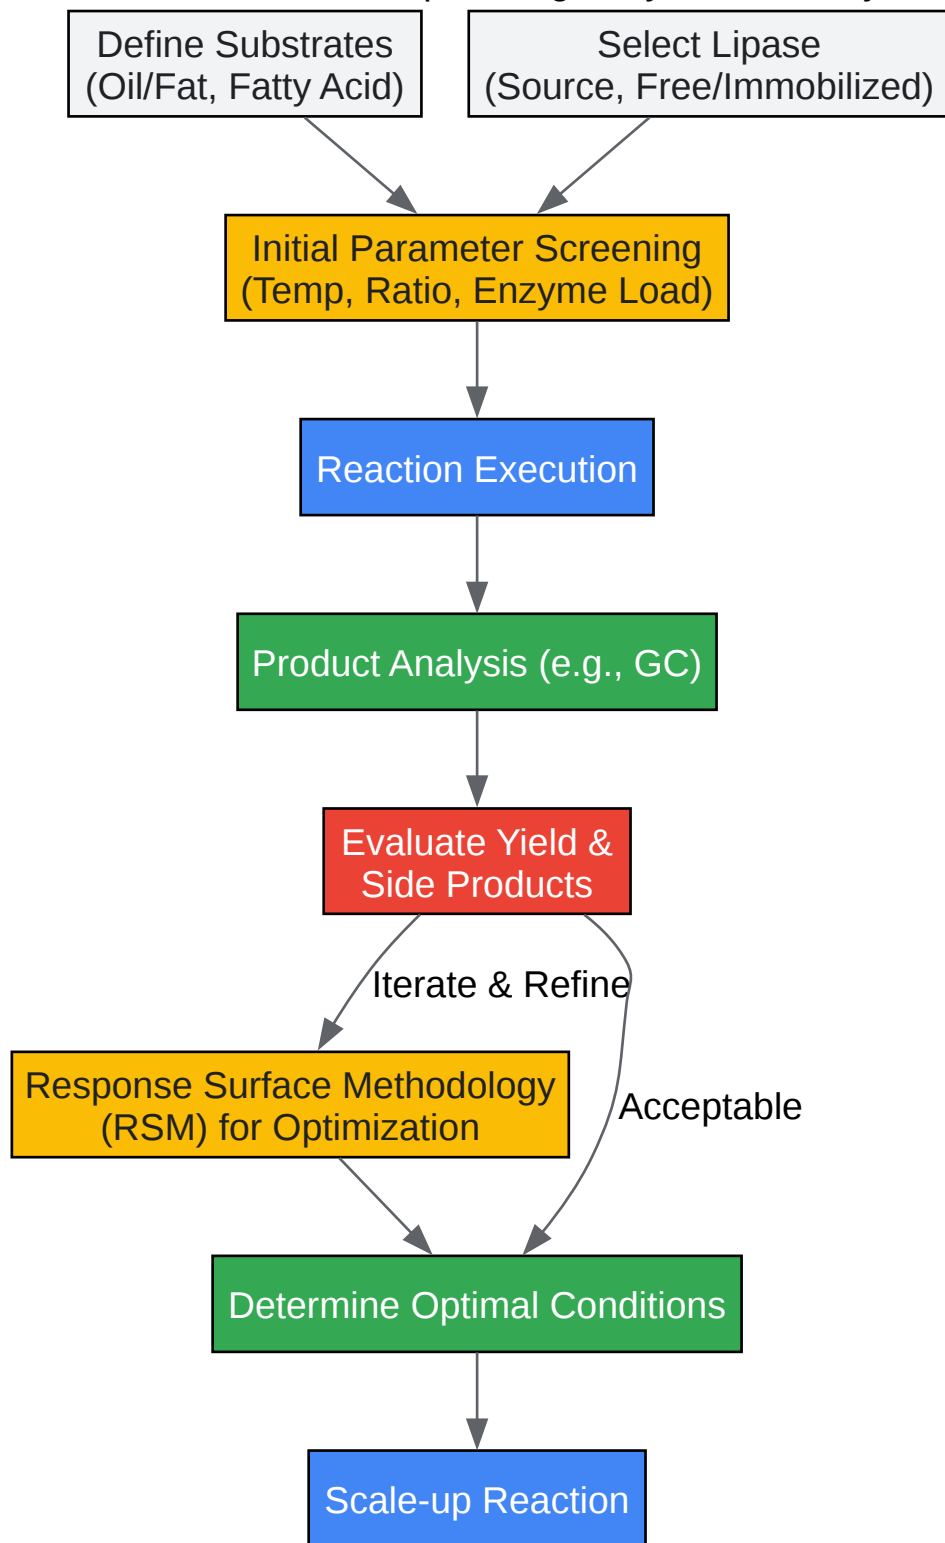 Define Substrates
(Oil/Fat, Fatty Acid)
Select Lipase
(Source, Free/Immobilized)
Initial Parameter Screening
(Temp, Ratio, Enzyme Load)
Reaction Execution
Product Analysis (e.g., GC)
Evaluate Yield &
Side Products
Iterate & Refine
Response Surface Methodology
(RSM) for Optimization
Acceptable
Determine Optimal Conditions
Scale-up Reaction